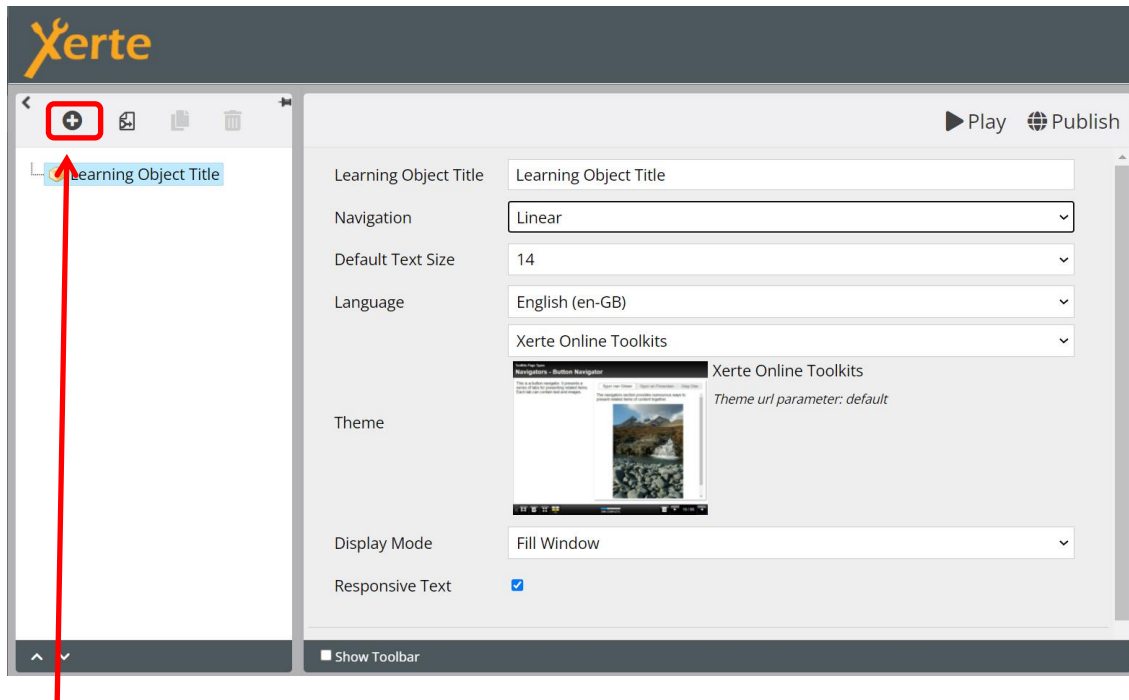 Xerte
Play Publish
Learning Object Title
Learning Object Title Learning Object Title
Navigation Linear
Default Text Size 14
Language English (en-GB)
Xerte Online Toolkits
Navigators - Button Navigator
Xerte Online Toolkits
Theme url parameter: default
Theme
Display Mode Fill Window
Responsive Text
Show Toolbar